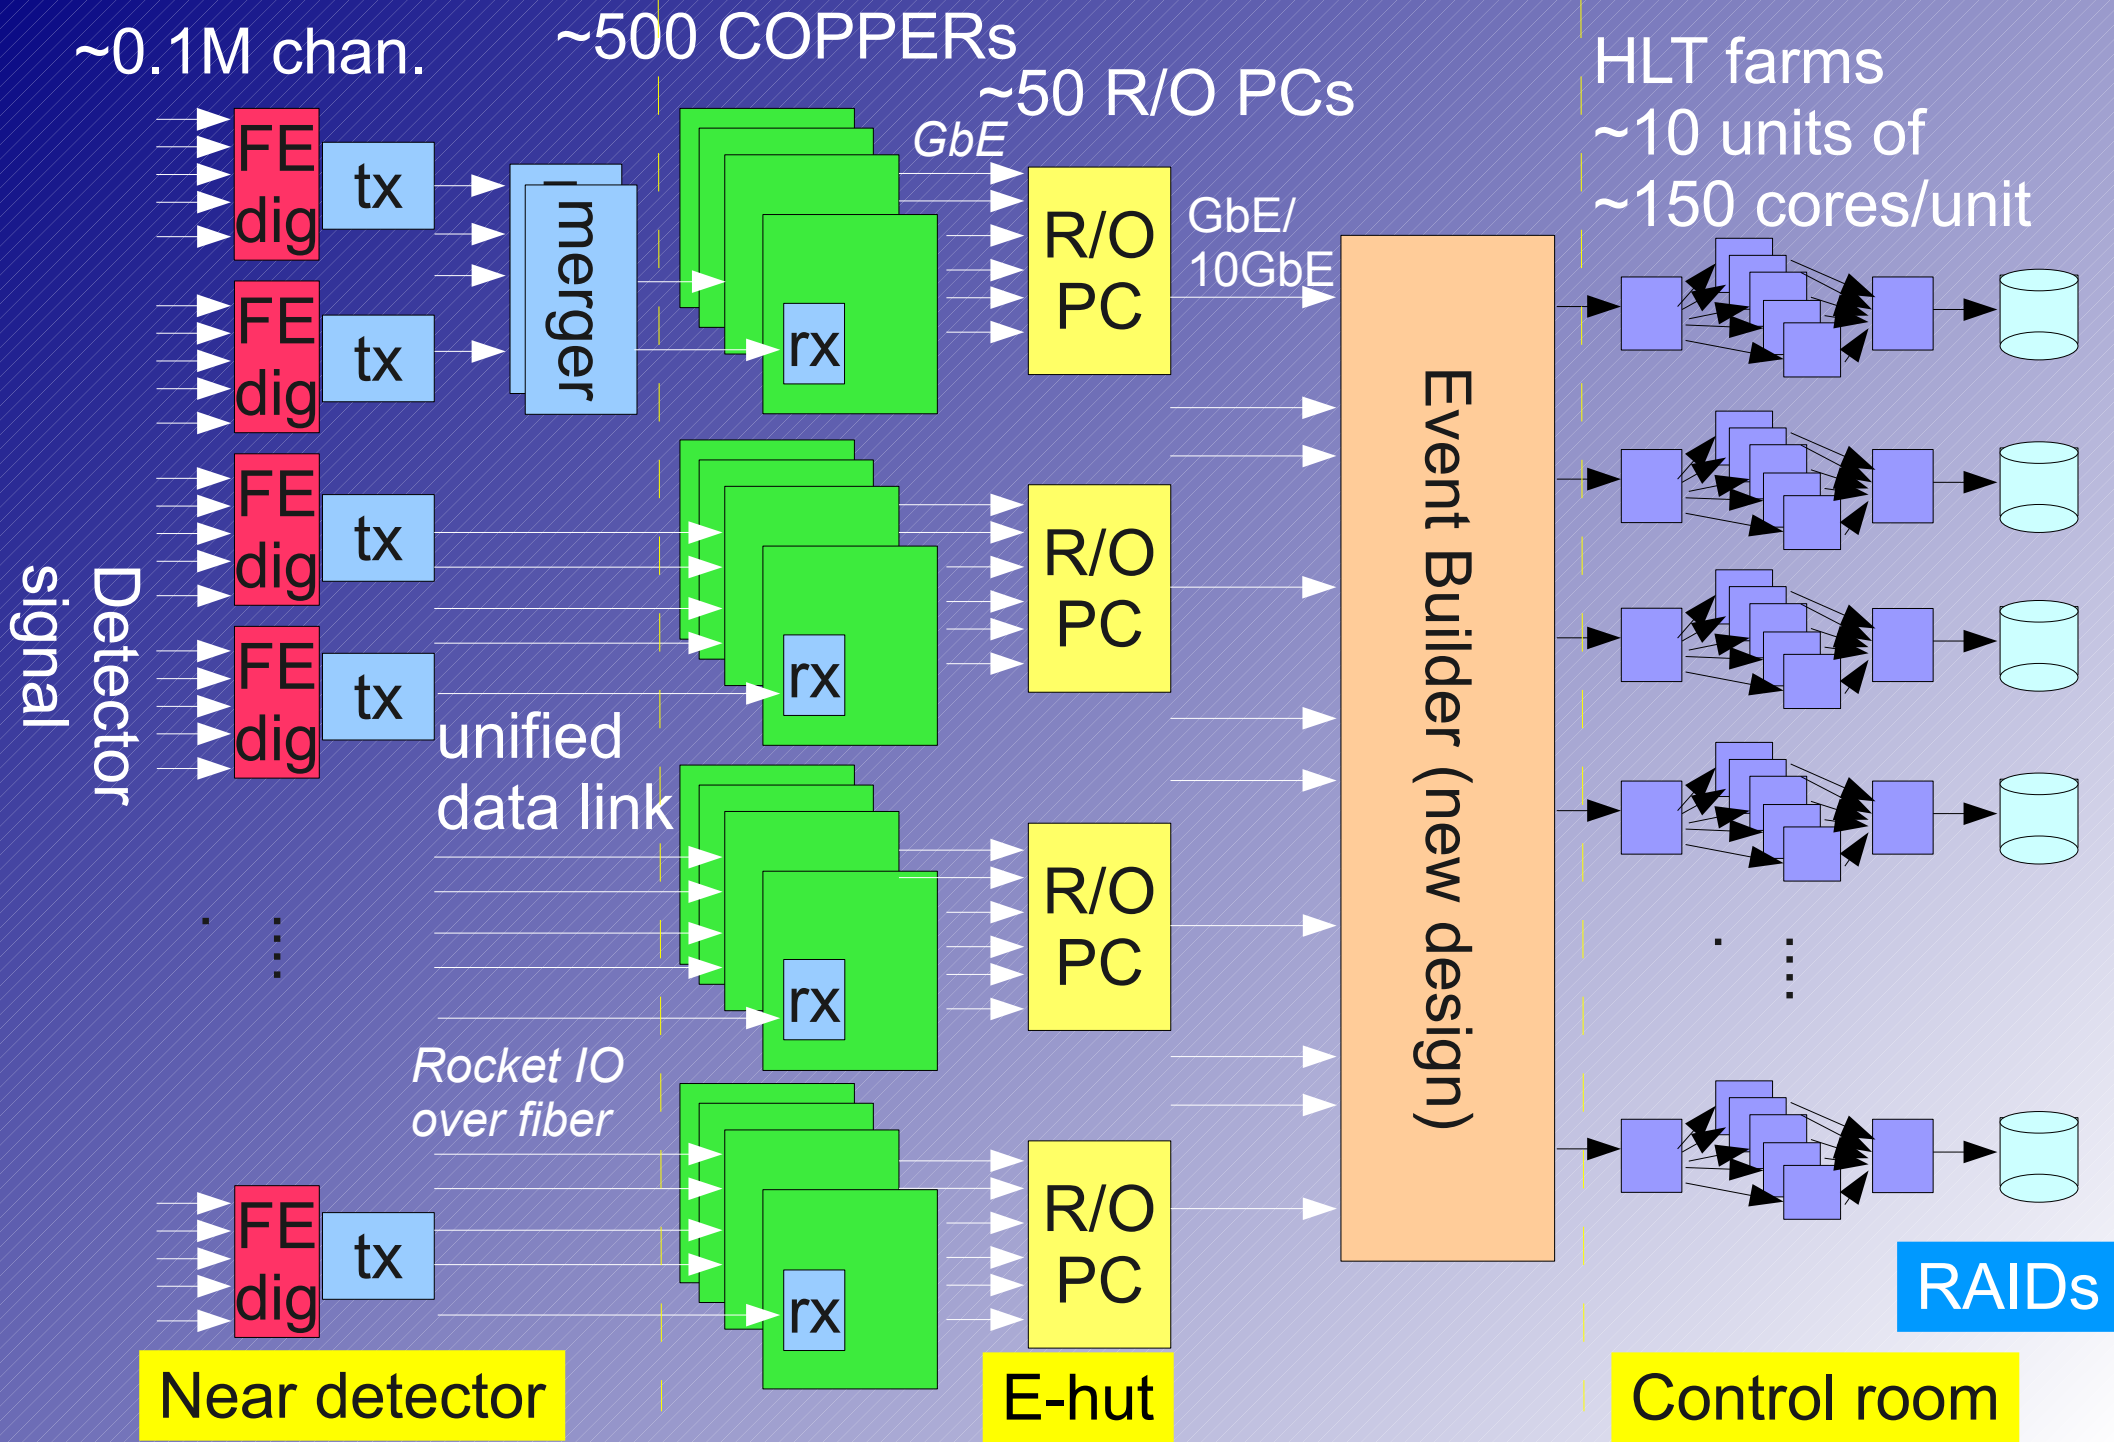 ~0.1M chan.
~500 COPPERs
~50 R/O PCs
HLT farms
~10 units of
~150 cores/unit
GbE
GbE/
10GbE
FE
dig
tx
FE
dig
tx
merger
rx
R/O
PC
FE
dig
tx
FE
dig
tx
rx
R/O
PC
Detector
signal
unified
data link
Event Builder (new design)
rx
R/O
PC
Rocket IO
over fiber
FE
dig
tx
rx
R/O
PC
RAIDs
Near detector
E-hut
Control room